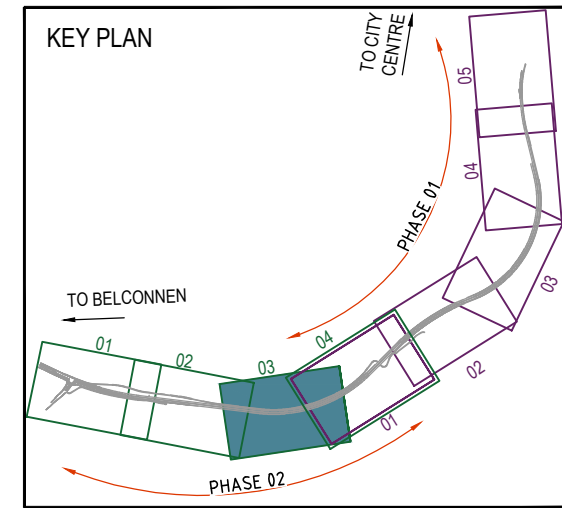 KEY PLAN
TO CITY
CENTRE
05
04
PHASE 01
03
02
01
TO BELCONNEN
01
02
03
04
PHASE 02